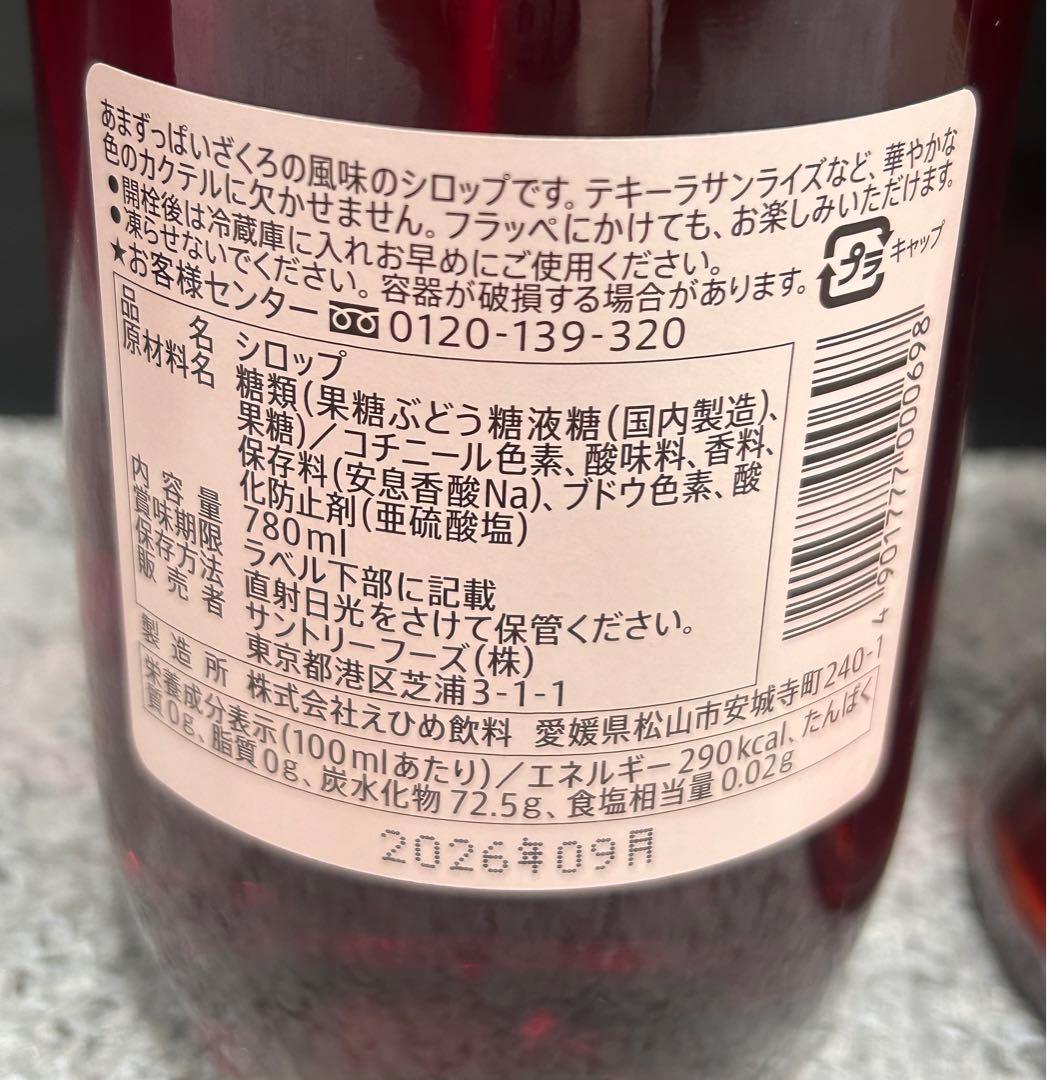 あまずっぱいざくろの風味のシロップです。テキーラサンライズなど、華やかな
色のカクテルに欠かせません。フラッペにかけても、お楽しみいただけます。
●開栓後は冷蔵庫に入れお早めにご使用ください。
●凍らせないでください。容器が破損する場合があります。
プラ キャップ
★お客様センター 0120-139-320
品名 シロップ
原材料名 糖類(果糖ぶどう糖液糖(国内製造)、
果糖)/コチニール色素、酸味料、香料、
保存料(安息香酸Na)、ブドウ色素、酸
化防止剤(亜硫酸塩)
内容量 780ml
賞味期限 ラベル下部に記載
保存方法 直射日光をさけて保管ください。
販売者 サントリーフーズ(株)
東京都港区芝浦3-1-1
製造所 株式会社えひめ飲料 愛媛県松山市安城寺町240-1
栄養成分表示(100mlあたり)/エネルギー290kcal、たんぱく
質0g、脂質0g、炭水化物72.5g、食塩相当量0.02g
4 901777 000698
2026年09月